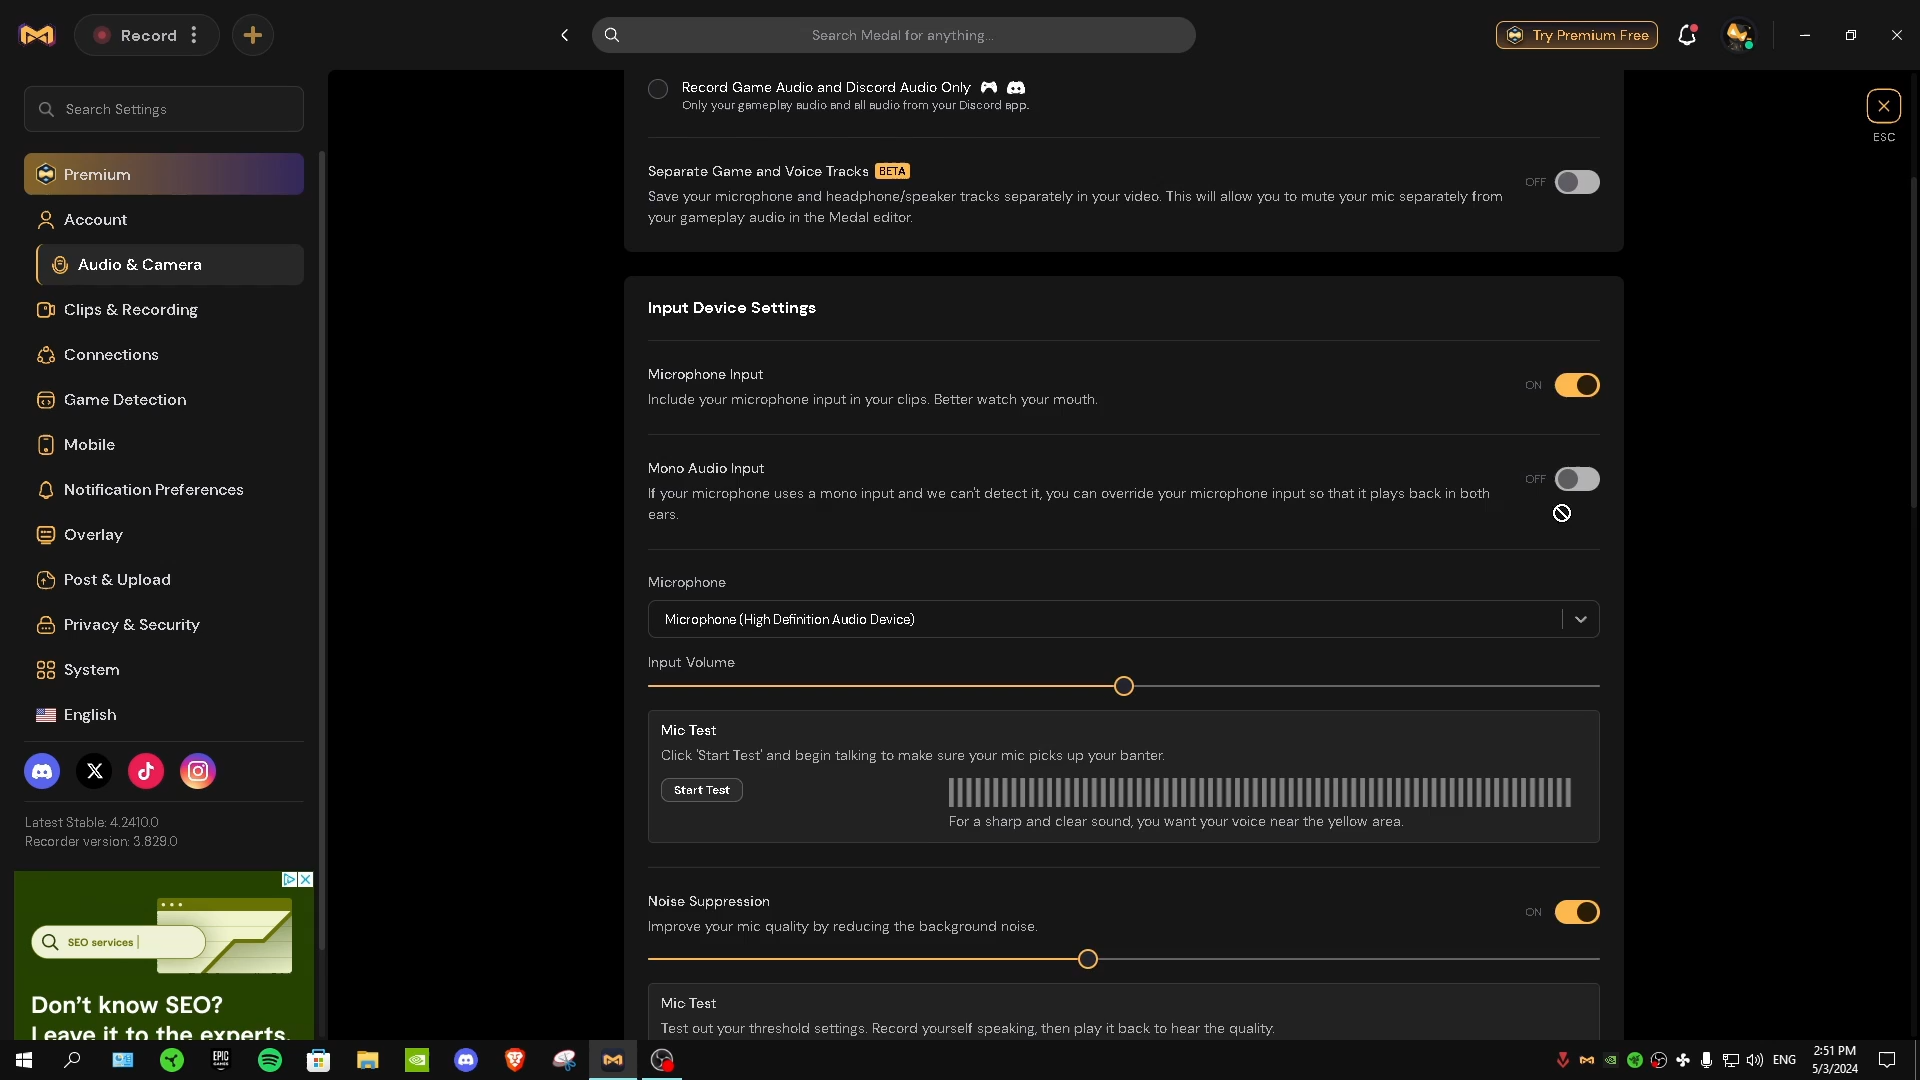 Record
Search Medal for anything...
Try Premium Free
Search Settings
Premium
Account
Audio & Camera
Clips & Recording
Connections
Game Detection
Mobile
Notification Preferences
Overlay
Post & Upload
Privacy & Security
System
English
Latest Stable: 4.2410.0
Recorder version: 3.829.0
SEO services
Don't know SEO?
Leave it to the experts.
ESC
Record Game Audio and Discord Audio Only
Only your gameplay audio and all audio from your Discord app.
Separate Game and Voice Tracks BETA
OFF
Save your microphone and headphone/speaker tracks separately in your video. This will allow you to mute your mic separately from
your gameplay audio in the Medal editor.
Input Device Settings
Microphone Input
ON
Include your microphone input in your clips. Better watch your mouth.
Mono Audio Input
OFF
If your microphone uses a mono input and we can't detect it, you can override your microphone input so that it plays back in both
ears.
Microphone
Microphone (High Definition Audio Device)
Input Volume
Mic Test
Click 'Start Test' and begin talking to make sure your mic picks up your banter.
Start Test
For a sharp and clear sound, you want your voice near the yellow area.
Noise Suppression
ON
Improve your mic quality by reducing the background noise.
Mic Test
Test out your threshold settings. Record yourself speaking, then play it back to hear the quality.
EPIC
GAMES
ENG
2:51 PM
5/3/2024